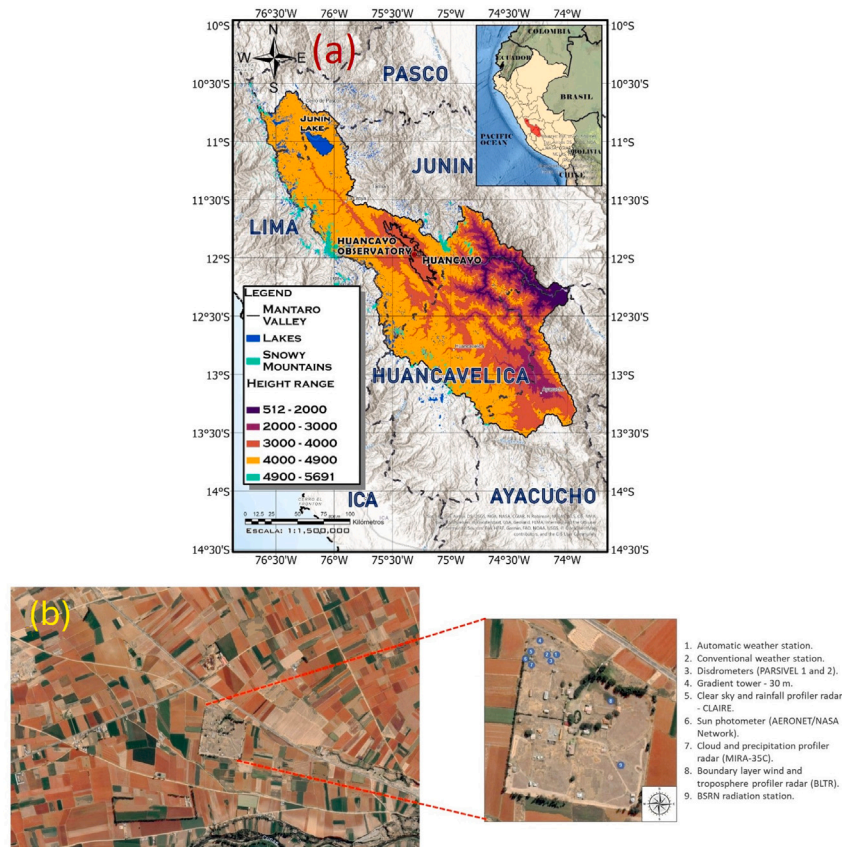 76°30'W 76°W 75°30'W 75°W 74°30'W 74°W
10°S 10°S
10°30'S 10°30'S
11°S 11°S
11°30'S 11°30'S
12°S 12°S
12°30'S 12°30'S
13°S 13°S
13°30'S 13°30'S
14°S 14°S
14°30'S 14°30'S
N
W E
S
(a)
PASCO
JUNIN
LAKE
JUNIN
LIMA
HUANCAYO
OBSERVATORY
HUANCAYO
HUANCAVELICA
ICA
AYACUCHO
COLOMBIA
ECUADOR
BRASIL
PACIFIC
OCEAN
BOLIVIA
LEGEND
MANTARO
VALLEY
LAKES
SNOWY
MOUNTAINS
HEIGHT RANGE
512 - 2000
2000 - 3000
3000 - 4000
4000 - 4900
4900 - 5691
0 12.5 25 50 75 100
Kilómetros
ESCALA: 1:1,500,000
76°30'W 76°W 75°30'W 75°W 74°30'W 74°W
(b)
1. Automatic weather station.
2. Conventional weather station.
3. Disdrometers (PARSIVEL 1 and 2).
4. Gradient tower - 30 m.
5. Clear sky and rainfall profiler radar
- CLAIRE.
6. Sun photometer (AERONET/NASA
Network).
7. Cloud and precipitation profiler
radar (MIRA-35C).
8. Boundary layer wind and
troposphere profiler radar (BLTR).
9. BSRN radiation station.